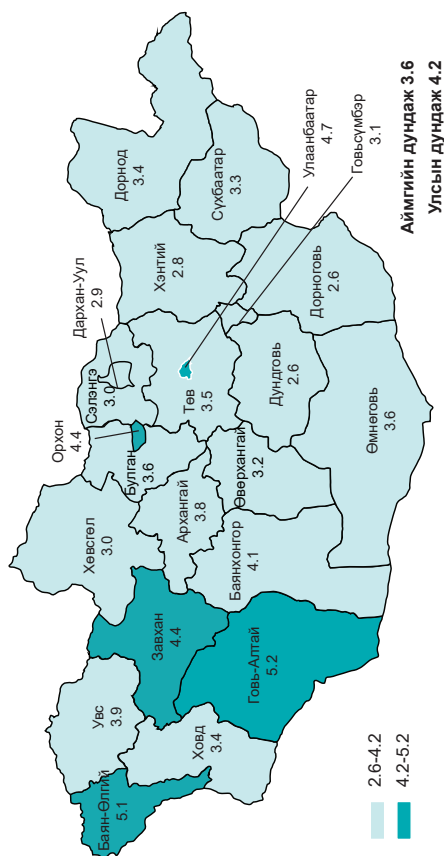 Баян-Өлгий
5.1
Увс
3.9
Ховд
3.4
Завхан
4.4
Говь-Алтай
5.2
Хөвсгөл
3.0
Орхон
4.4
Булган
3.6
Архангай
3.8
Баянхонгор
4.1
Өвөрхангай
3.2
Сэлэнгэ
3.0
Дархан-Уул
2.9
Төв
3.5
Дундговь
2.6
Өмнөговь
3.6
Хэнтий
2.8
Дорноговь
2.6
Дорнод
3.4
Сүхбаатар
3.3
Улаанбаатар
4.7
Говьсүмбэр
3.1
Аймгийн дундаж 3.6
Улсын дундаж 4.2
2.6-4.2
4.2-5.2